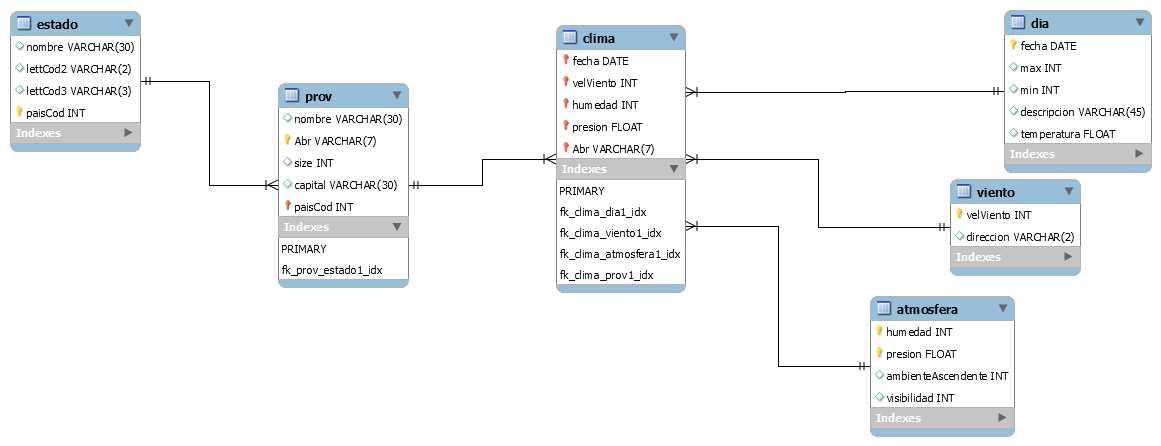 estado
nombre VARCHAR(30)
lettCod2 VARCHAR(2)
lettCod3 VARCHAR(3)
paisCod INT
Indexes
prov
nombre VARCHAR(30)
Abr VARCHAR(7)
size INT
capital VARCHAR(30)
paisCod INT
Indexes
PRIMARY
fk_prov_estado1_idx
clima
fecha DATE
velViento INT
humedad INT
presion FLOAT
Abr VARCHAR(7)
Indexes
PRIMARY
fk_clima_dia1_idx
fk_clima_viento1_idx
fk_clima_atmosfera1_idx
fk_clima_prov1_idx
dia
fecha DATE
max INT
min INT
descripcion VARCHAR(45)
temperatura FLOAT
Indexes
viento
velViento INT
direccion VARCHAR(2)
Indexes
atmosfera
humedad INT
presion FLOAT
ambienteAscendente INT
visibilidad INT
Indexes